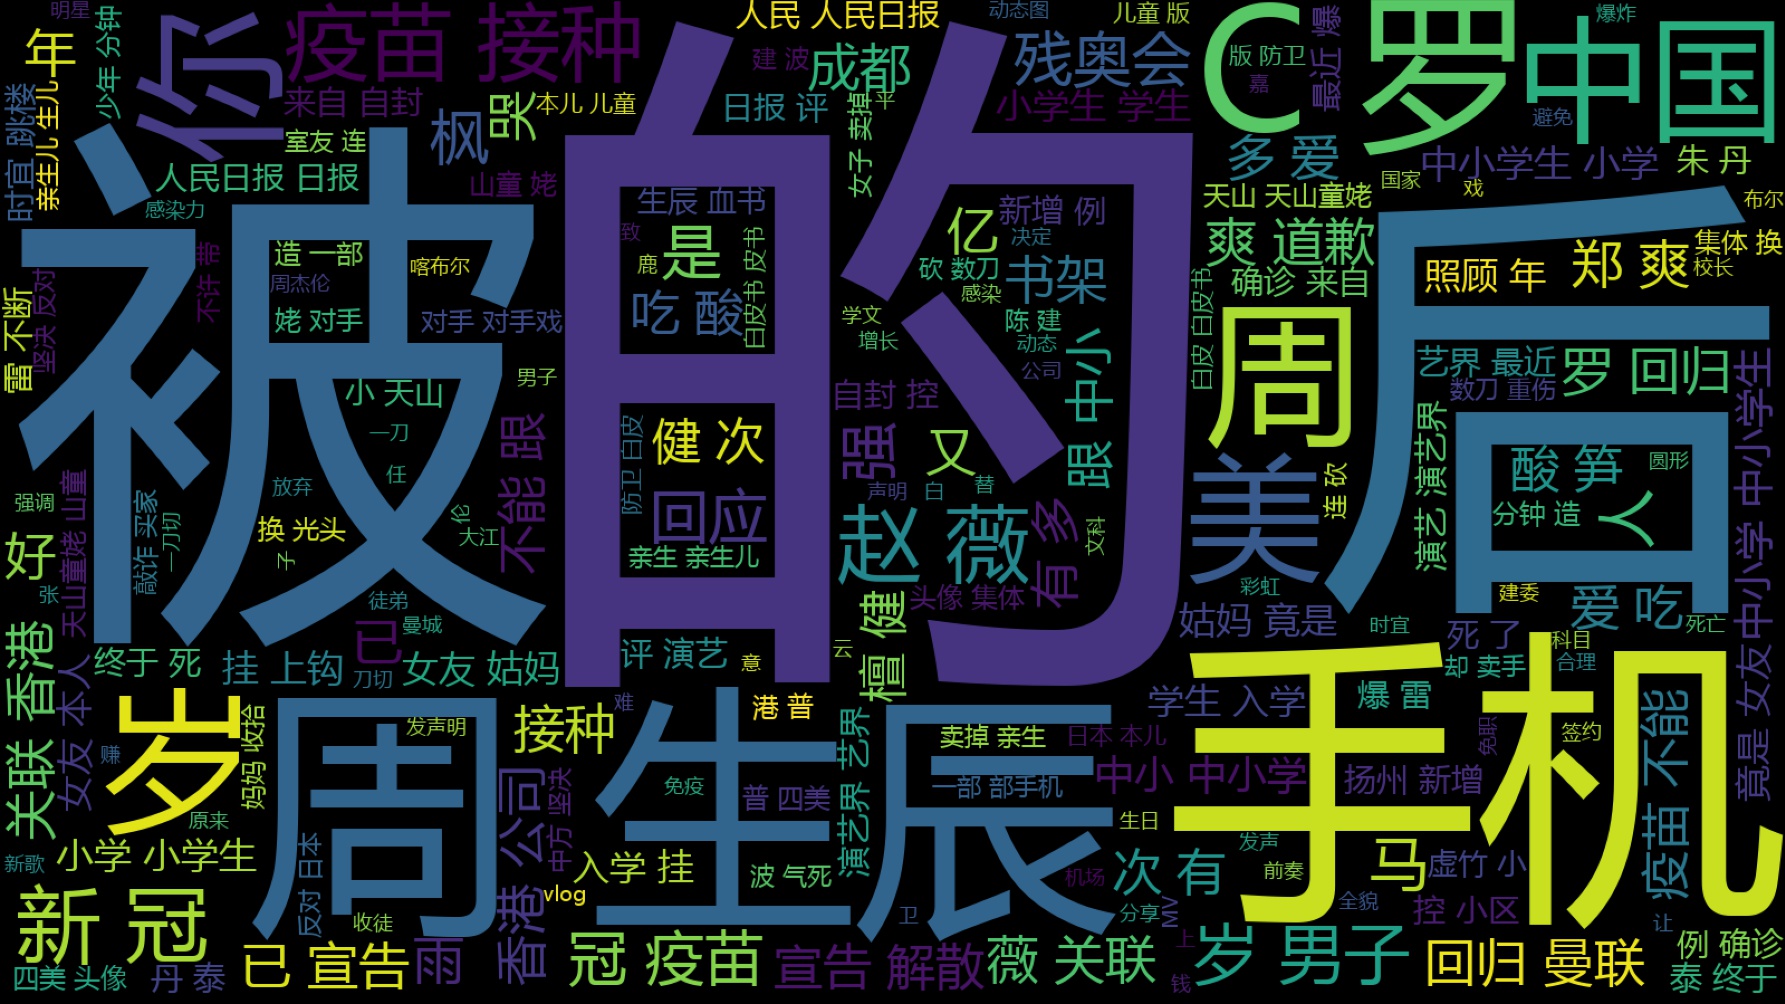 明星
年
少年 分钟
你
疫苗 接种
来自 自封
室友 连
人民日报 日报
感染力
枫
哭
本儿 儿童
山童 姥
人民 人民日报
建 波
成都
日报 评
女子 卖掉
平
动态图
儿童 版
残奥会
小学生 学生
C 罗
版 防卫
嘉
最近 爆
爆炸
中国
避免
多 爱
中小学生 小学
朱 丹
国家
戏
布尔
天山 天山童姥
时宜 跳楼
亲生儿 生儿
被
的
后
造 一部
周杰伦
喀布尔
姥 对手
对手 对手戏
不许 带
坚决 反对
雷 不断
生辰 血书
致
鹿
是
白皮书 皮书
吃 酸
亿
新增 例
决定
砍 数刀
感染
书架
学文
增长
陈 建
动态
公司
中小
爽 道歉
确诊 来自
白皮 白皮书
照顾 年
郑 爽
集体 换
校长
周
艺界 最近
数刀 重伤
罗 回归
小 天山
男子
一刀
任
放弃
换 光头
子
伦
大江
不能 跟
自封 控
防卫 白皮
健 次
回应
亲生 亲生儿
强
又
跟
声明
白
替
赵 薇
有 多
文科
头像 集体
美
连 砍
彩虹
演艺 演艺界
酸 笋
圆形
分钟 造
人
建委
爱 吃
死亡
中小学 中小学生
强调
好
张
天山童姥 山童
敲诈 买家
一刀切
徒弟
曼城
已
终于 死
挂 上钩
刀切
女友 姑妈
评 演艺
意
云
檀 健
姑妈 竟是
时宜
死 了
科目
却 卖手
合理
香港
女友 本人
岁
妈妈 收拾
赚
原来
关联
周生辰
发声明
接种
难
港 普
免疫
普 四美
演艺界 艺界
卖掉 亲生
日本 本儿
一部 部手机
学生 入学
爆 雷
手机
免职
签约
中小 中小学
扬州 新增
生日
发声
前奏
疫苗 不能
竟是 女友
新歌
小学 小学生
反对 日本
收徒
香港 公司
中方 坚决
入学 挂
vlog
波 气死
机场
次 有
分享
MV
马
虚竹 小
全貌
控 小区
让
新 冠
卫
四美 头像
丹 泰
已 宣告
雨
冠 疫苗
宣告 解散
薇 关联
上
钱
岁 男子
回归 曼联
例 确诊
泰 终于